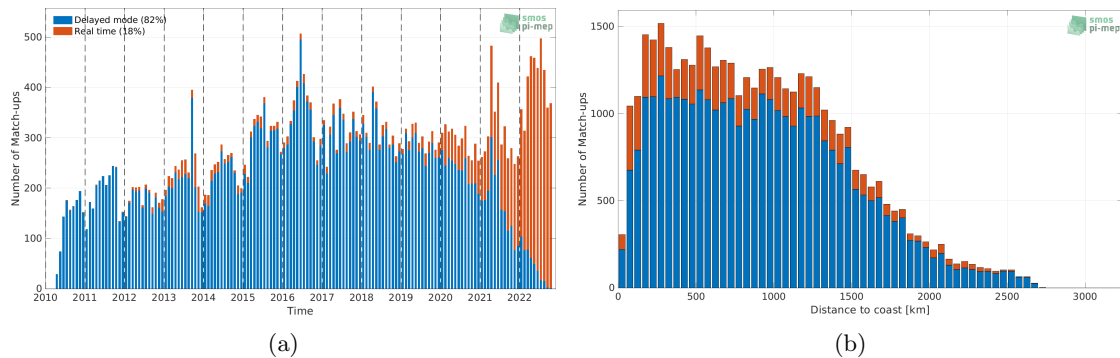 Delayed mode (82%)
Real time (18%)
smos
pi-mep
Number of Match-ups
500
400
300
200
100
0
2010 2011 2012 2013 2014 2015 2016 2017 2018 2019 2020 2021 2022
Time
(a)
smos
pi-mep
Number of Match-ups
1500
1000
500
0
0 500 1000 1500 2000 2500 3000
Distance to coast [km]
(b)